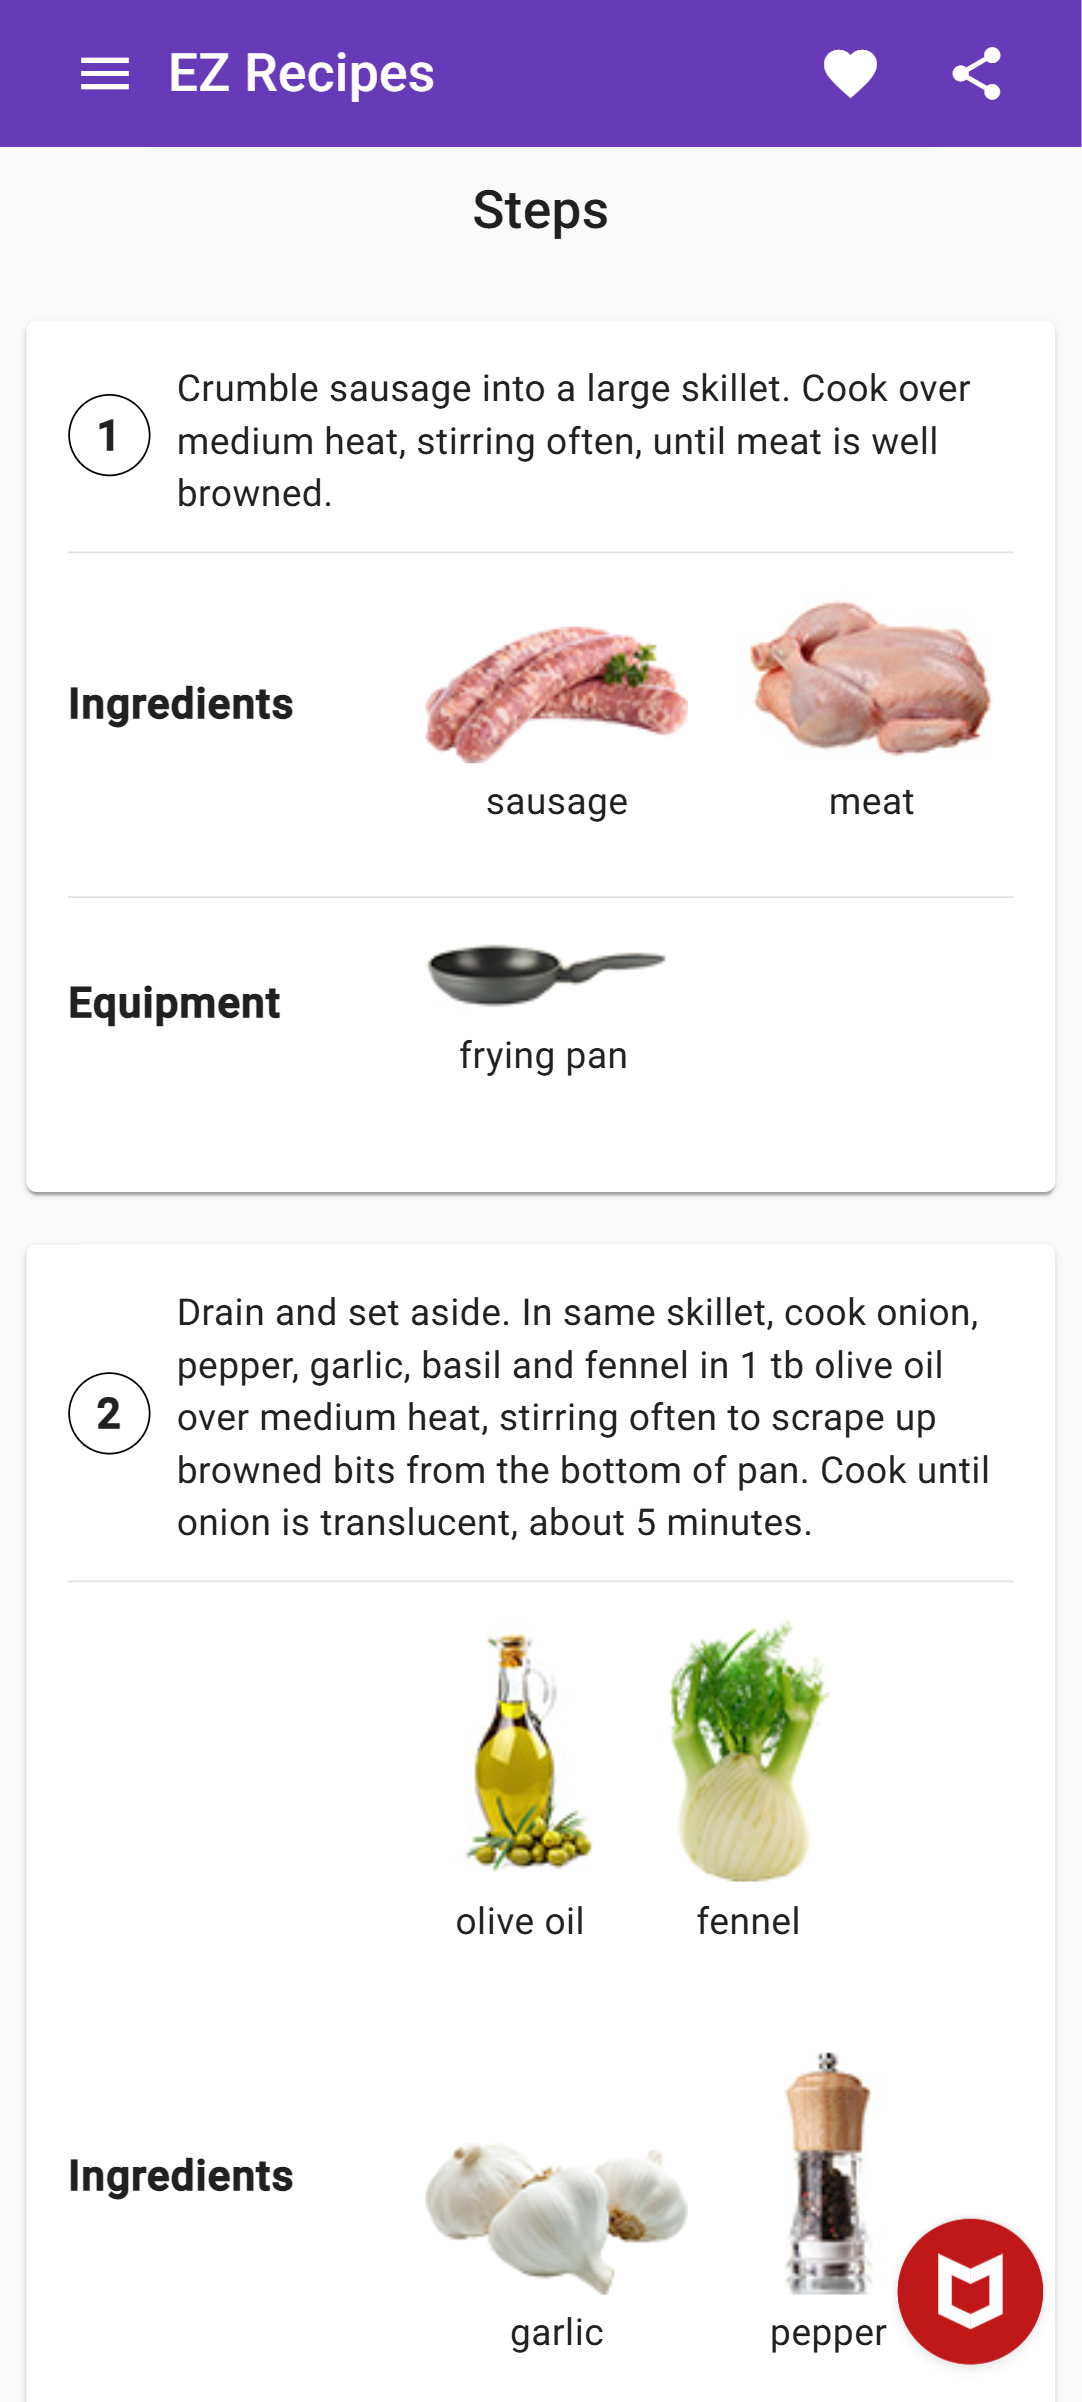 EZ Recipes
Steps
1
Crumble sausage into a large skillet. Cook over
medium heat, stirring often, until meat is well
browned.
Ingredients
sausage
meat
Equipment
frying pan
2
Drain and set aside. In same skillet, cook onion,
pepper, garlic, basil and fennel in 1 tb olive oil
over medium heat, stirring often to scrape up
browned bits from the bottom of pan. Cook until
onion is translucent, about 5 minutes.
olive oil
fennel
Ingredients
garlic
pepper